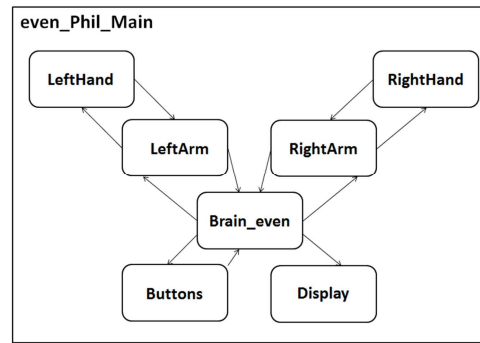 even_Phil_Main
LeftHand
RightHand
LeftArm
RightArm
Brain_even
Buttons
Display